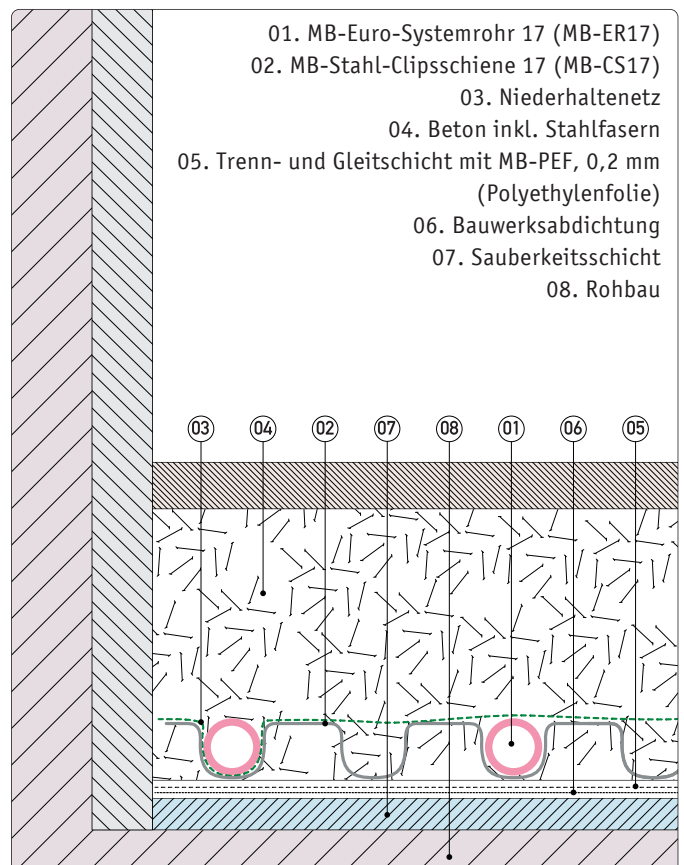 01. MB-Euro-Systemrohr 17 (MB-ER17)
02. MB-Stahl-Clipsschiene 17 (MB-CS17)
03. Niederhaltenetz
04. Beton inkl. Stahlfasern
05. Trenn- und Gleitschicht mit MB-PEF, 0,2 mm
(Polyethylenfolie)
06. Bauwerksabdichtung
07. Sauberkeitsschicht
08. Rohbau
03 04 02 07 08 01 06 05